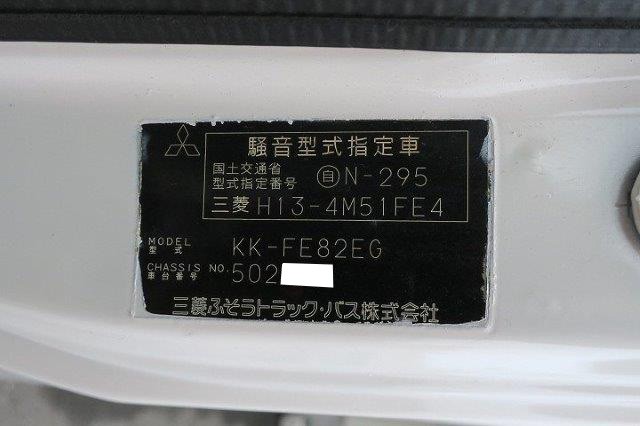 騒音型式指定車
国土交通省
型式指定番号 自N-295
三菱 H13-4M51FE4
MODEL
型式 KK-FE82EG
CHASSIS NO.
車台番号 502
三菱ふそうトラック・バス株式会社